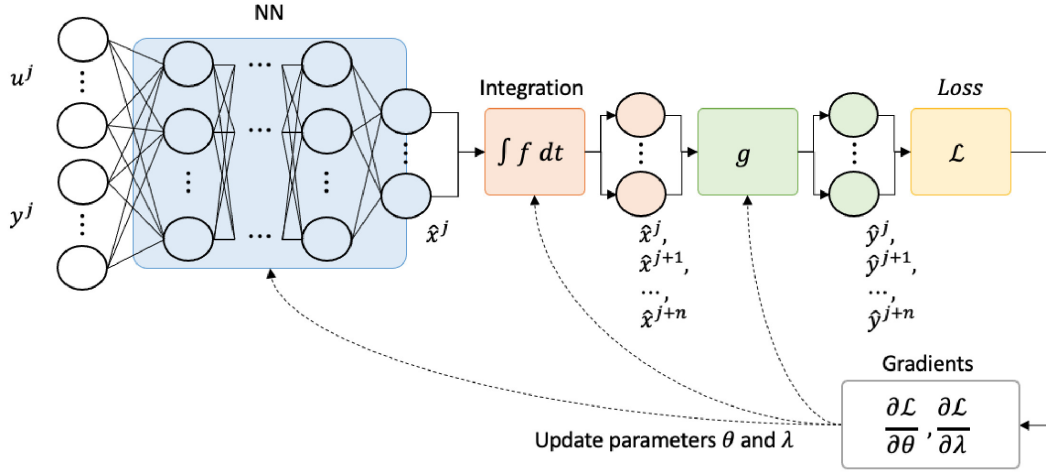 NN
u^j
y^j
x̂^j
Integration
∫ f dt
x̂^j,
x̂^{j+1},
...,
x̂^{j+n}
g
ŷ^j,
ŷ^{j+1},
...,
ŷ^{j+n}
Loss
ℒ
Gradients
∂ℒ/∂θ, ∂ℒ/∂λ
Update parameters θ and λ